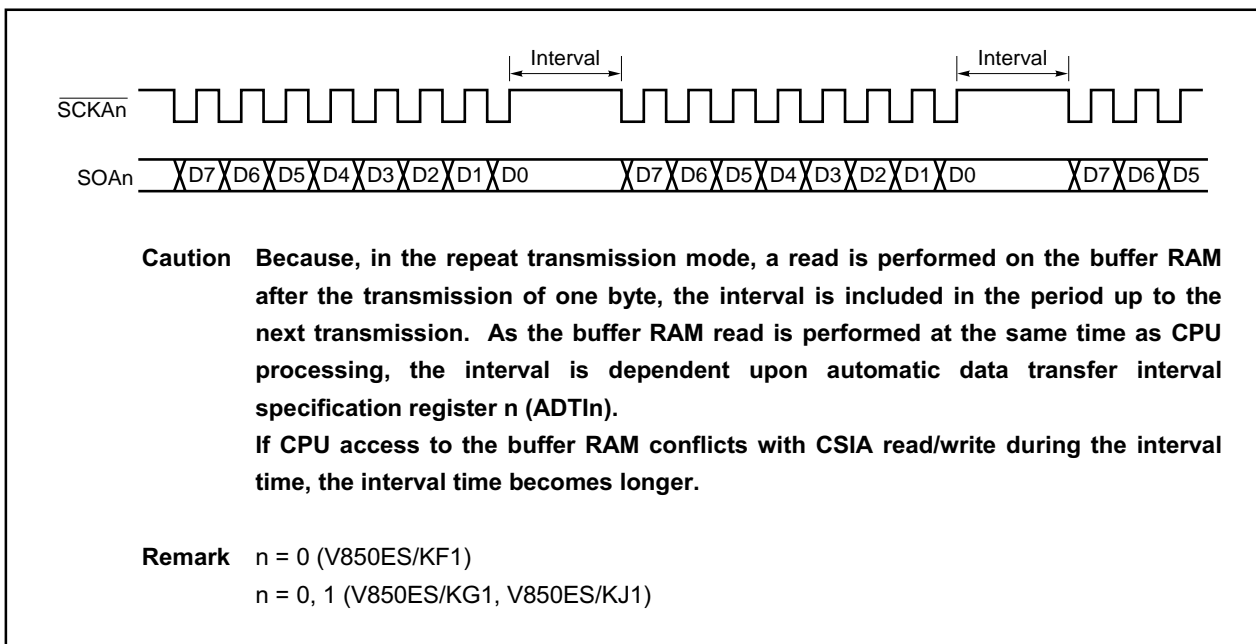 Interval Interval
SCKAn
SOAn D7 D6 D5 D4 D3 D2 D1 D0 D7 D6 D5 D4 D3 D2 D1 D0 D7 D6 D5
Caution Because, in the repeat transmission mode, a read is performed on the buffer RAM
after the transmission of one byte, the interval is included in the period up to the
next transmission. As the buffer RAM read is performed at the same time as CPU
processing, the interval is dependent upon automatic data transfer interval
specification register n (ADTIn).
If CPU access to the buffer RAM conflicts with CSIA read/write during the interval
time, the interval time becomes longer.
Remark n = 0 (V850ES/KF1)
n = 0, 1 (V850ES/KG1, V850ES/KJ1)